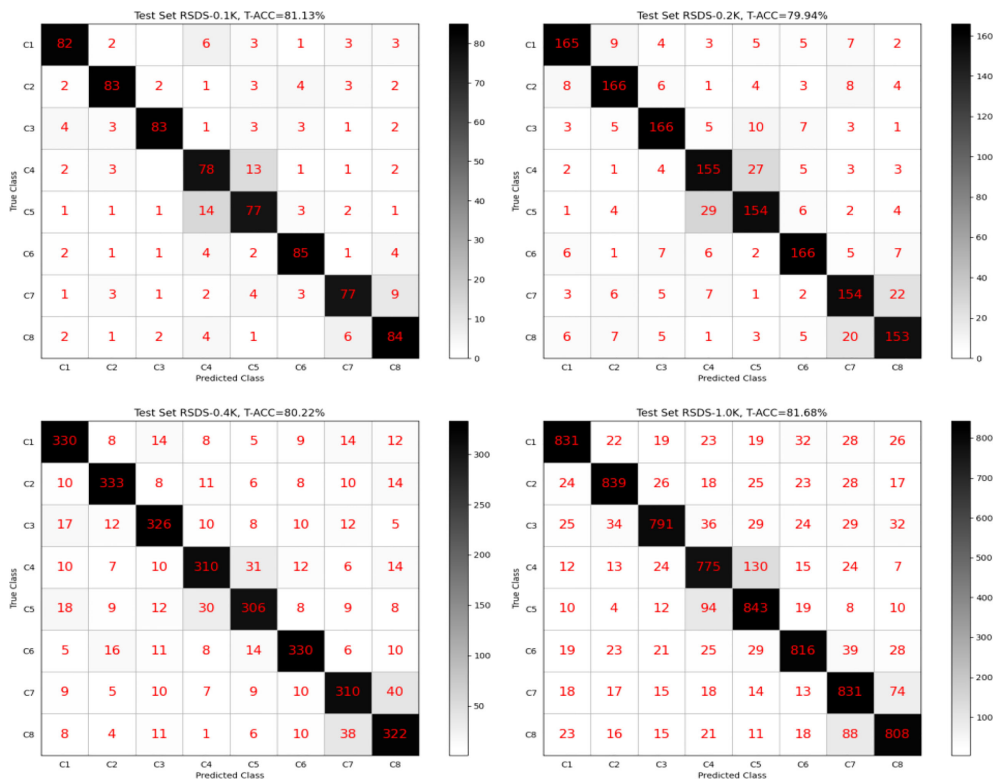 Test Set RSDS-0.1K, T-ACC=81.13%
C1 82 2 6 3 1 3 3
C2 2 83 2 1 3 4 3 2
C3 4 3 83 1 3 3 1 2
C4 2 3 78 13 1 1 2
C5 1 1 1 14 77 3 2 1
C6 2 1 1 4 2 85 1 4
C7 1 3 1 2 4 3 77 9
C8 2 1 2 4 1 6 84
C1 C2 C3 C4 C5 C6 C7 C8
Predicted Class
True Class
80
70
60
50
40
30
20
10
0
Test Set RSDS-0.2K, T-ACC=79.94%
C1 165 9 4 3 5 5 7 2
C2 8 166 6 1 4 3 8 4
C3 3 5 166 5 10 7 3 1
C4 2 1 4 155 27 5 3 3
C5 1 4 29 154 6 2 4
C6 6 1 7 6 2 166 5 7
C7 3 6 5 7 1 2 154 22
C8 6 7 5 1 3 5 20 153
C1 C2 C3 C4 C5 C6 C7 C8
Predicted Class
True Class
160
140
120
100
80
60
40
20
0
Test Set RSDS-0.4K, T-ACC=80.22%
C1 330 8 14 8 5 9 14 12
C2 10 333 8 11 6 8 10 14
C3 17 12 326 10 8 10 12 5
C4 10 7 10 310 31 12 6 14
C5 18 9 12 30 306 8 9 8
C6 5 16 11 8 14 330 6 10
C7 9 5 10 7 9 10 310 40
C8 8 4 11 1 6 10 38 322
C1 C2 C3 C4 C5 C6 C7 C8
Predicted Class
True Class
300
250
200
150
100
50
Test Set RSDS-1.0K, T-ACC=81.68%
C1 831 22 19 23 19 32 28 26
C2 24 839 26 18 25 23 28 17
C3 25 34 791 36 29 24 29 32
C4 12 13 24 775 130 15 24 7
C5 10 4 12 94 843 19 8 10
C6 19 23 21 25 29 816 39 28
C7 18 17 15 18 14 13 831 74
C8 23 16 15 21 11 18 88 808
C1 C2 C3 C4 C5 C6 C7 C8
Predicted Class
True Class
800
700
600
500
400
300
200
100